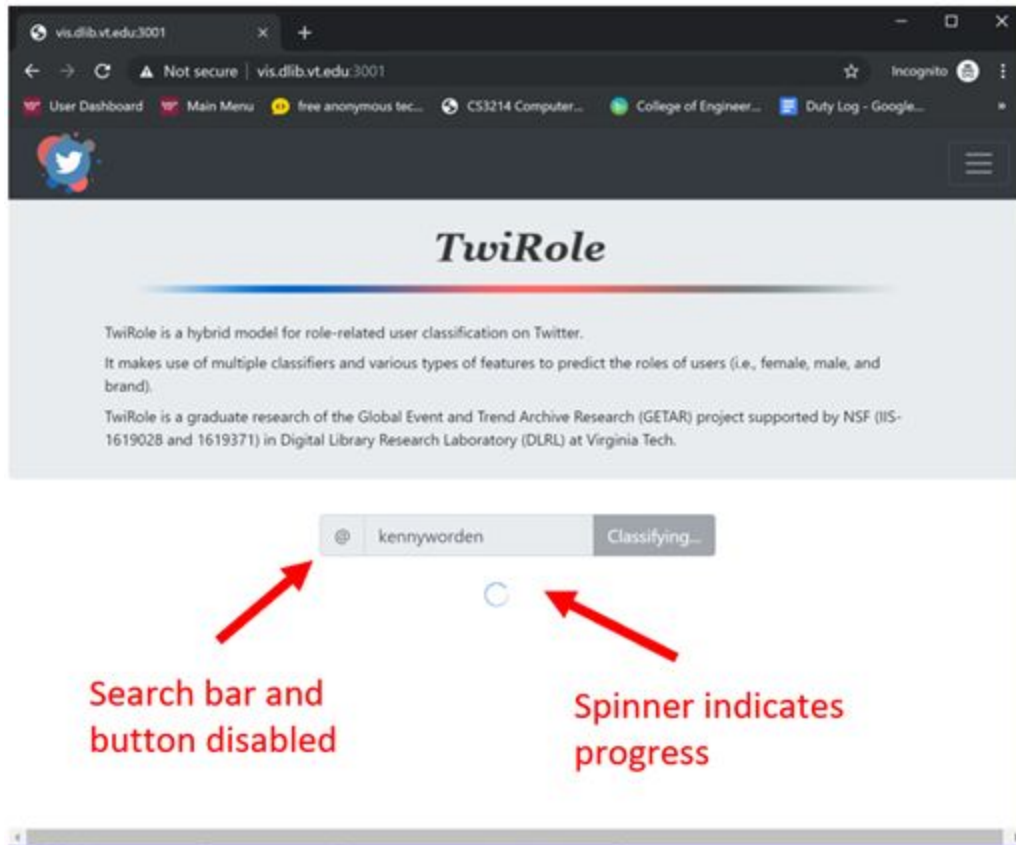 vis.dlib.vt.edu:3001
Not secure | vis.dlib.vt.edu:3001 Incognito
User Dashboard Main Menu free anonymous tec... CS3214 Computer... College of Engineer... Duty Log - Google... »
TwiRole
TwiRole is a hybrid model for role-related user classification on Twitter.
It makes use of multiple classifiers and various types of features to predict the roles of users (i.e., female, male, and
brand).
TwiRole is a graduate research of the Global Event and Trend Archive Research (GETAR) project supported by NSF (IIS-
1619028 and 1619371) in Digital Library Research Laboratory (DLRL) at Virginia Tech.
@ kennyworden Classifying...
Search bar and
button disabled
Spinner indicates
progress